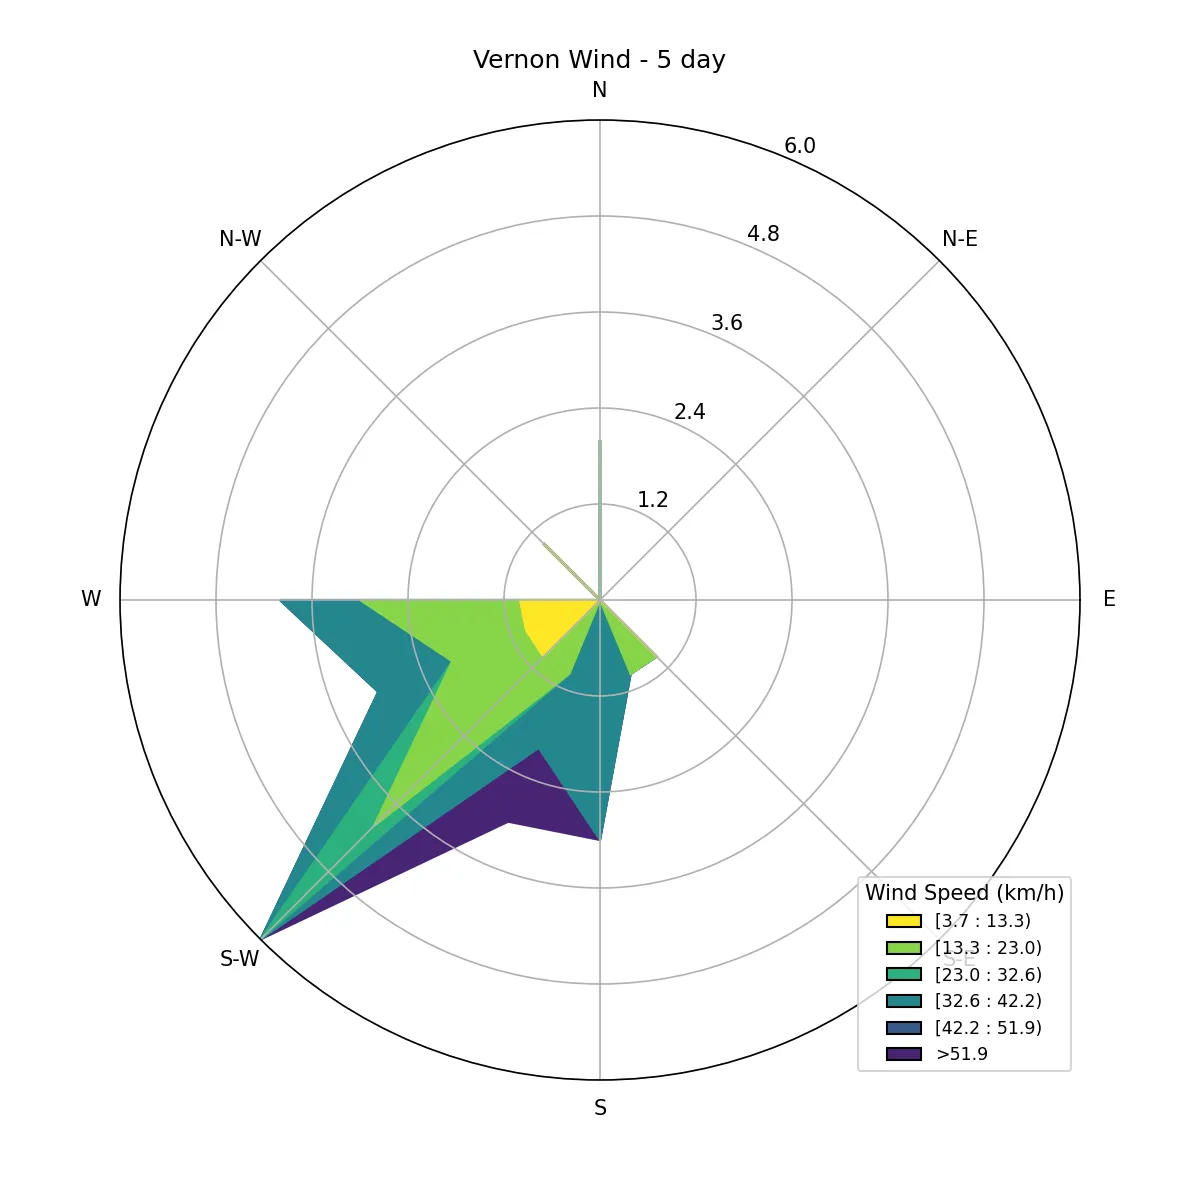 Vernon Wind - 5 day
N
6.0
N-W
N-E
4.8
3.6
2.4
1.2
W
E
S-W
S-E
Wind Speed (km/h)
[3.7 : 13.3)
[13.3 : 23.0)
[23.0 : 32.6)
[32.6 : 42.2)
[42.2 : 51.9)
>51.9
S